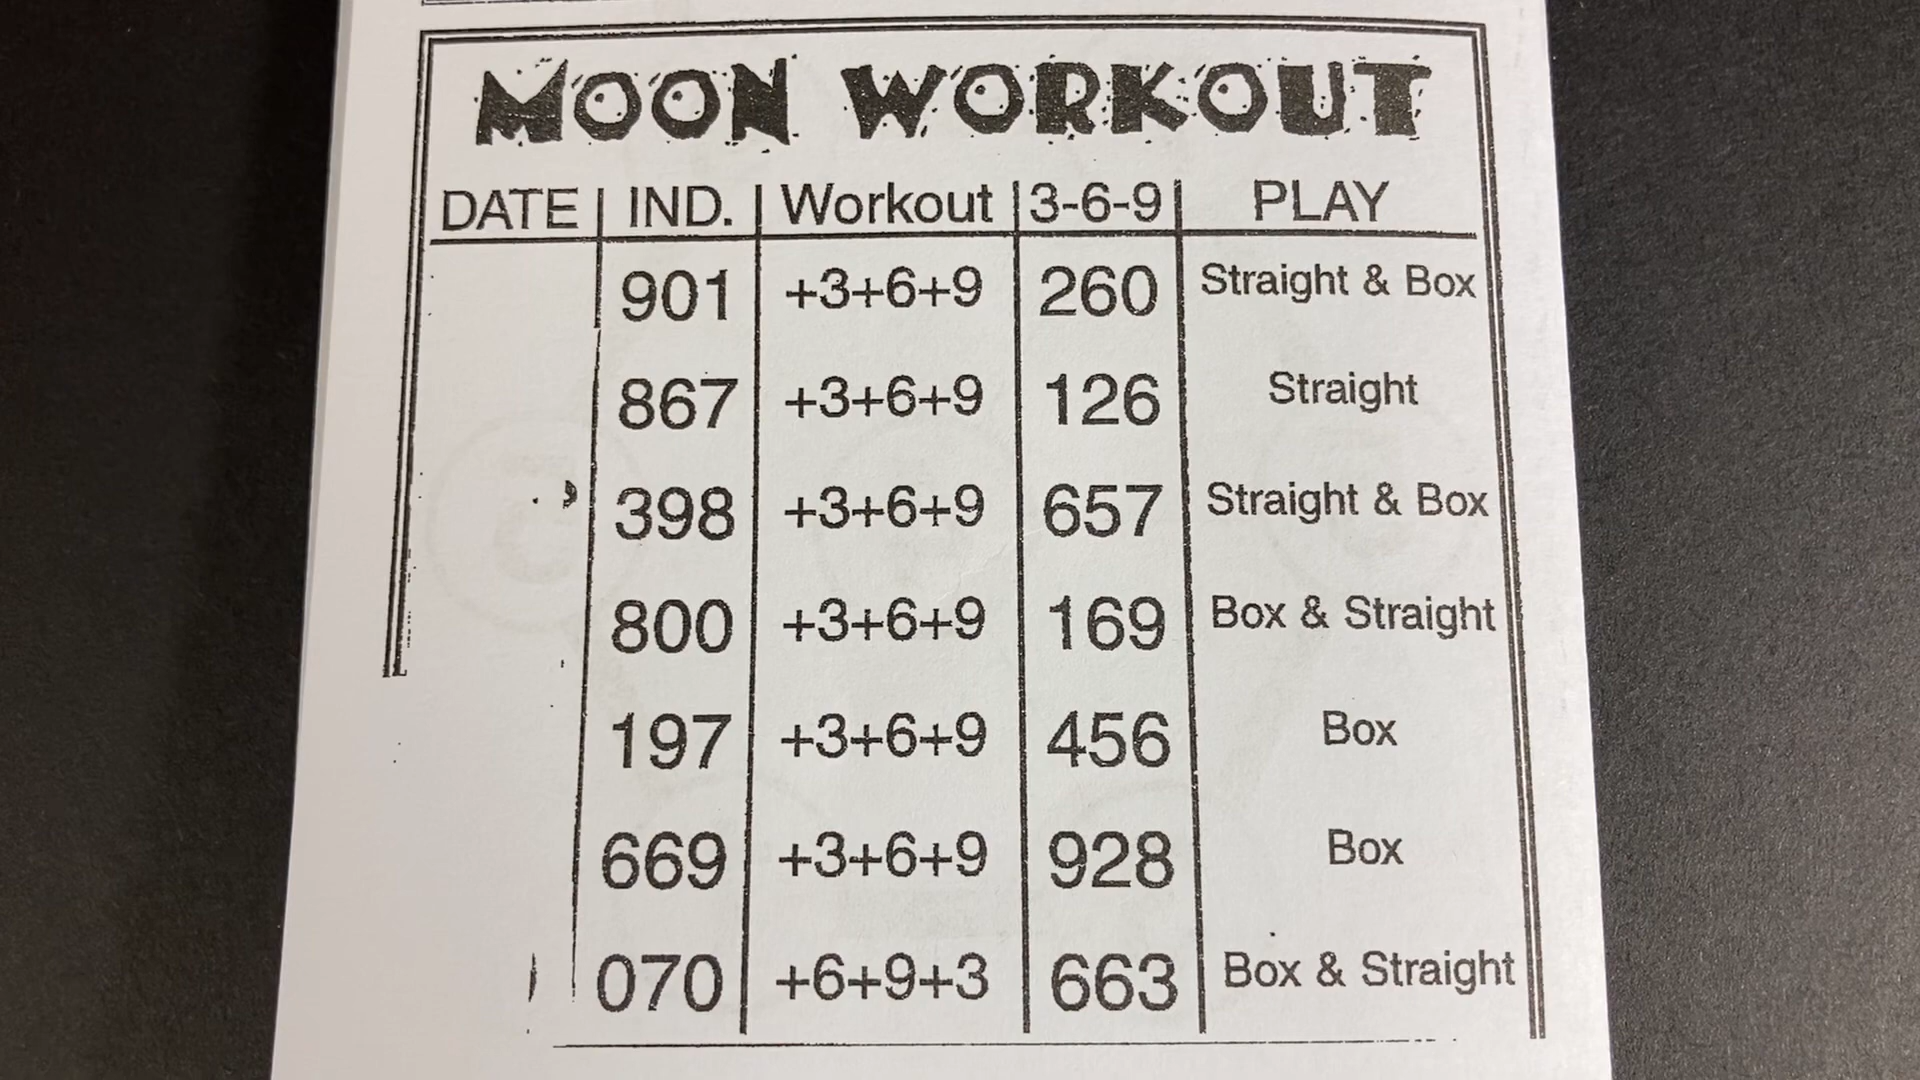 MOON WORKOUT
DATE | IND. | Workout | 3-6-9 | PLAY
901 +3+6+9 260 Straight & Box
867 +3+6+9 126 Straight
398 +3+6+9 657 Straight & Box
800 +3+6+9 169 Box & Straight
197 +3+6+9 456 Box
669 +3+6+9 928 Box
070 +6+9+3 663 Box & Straight